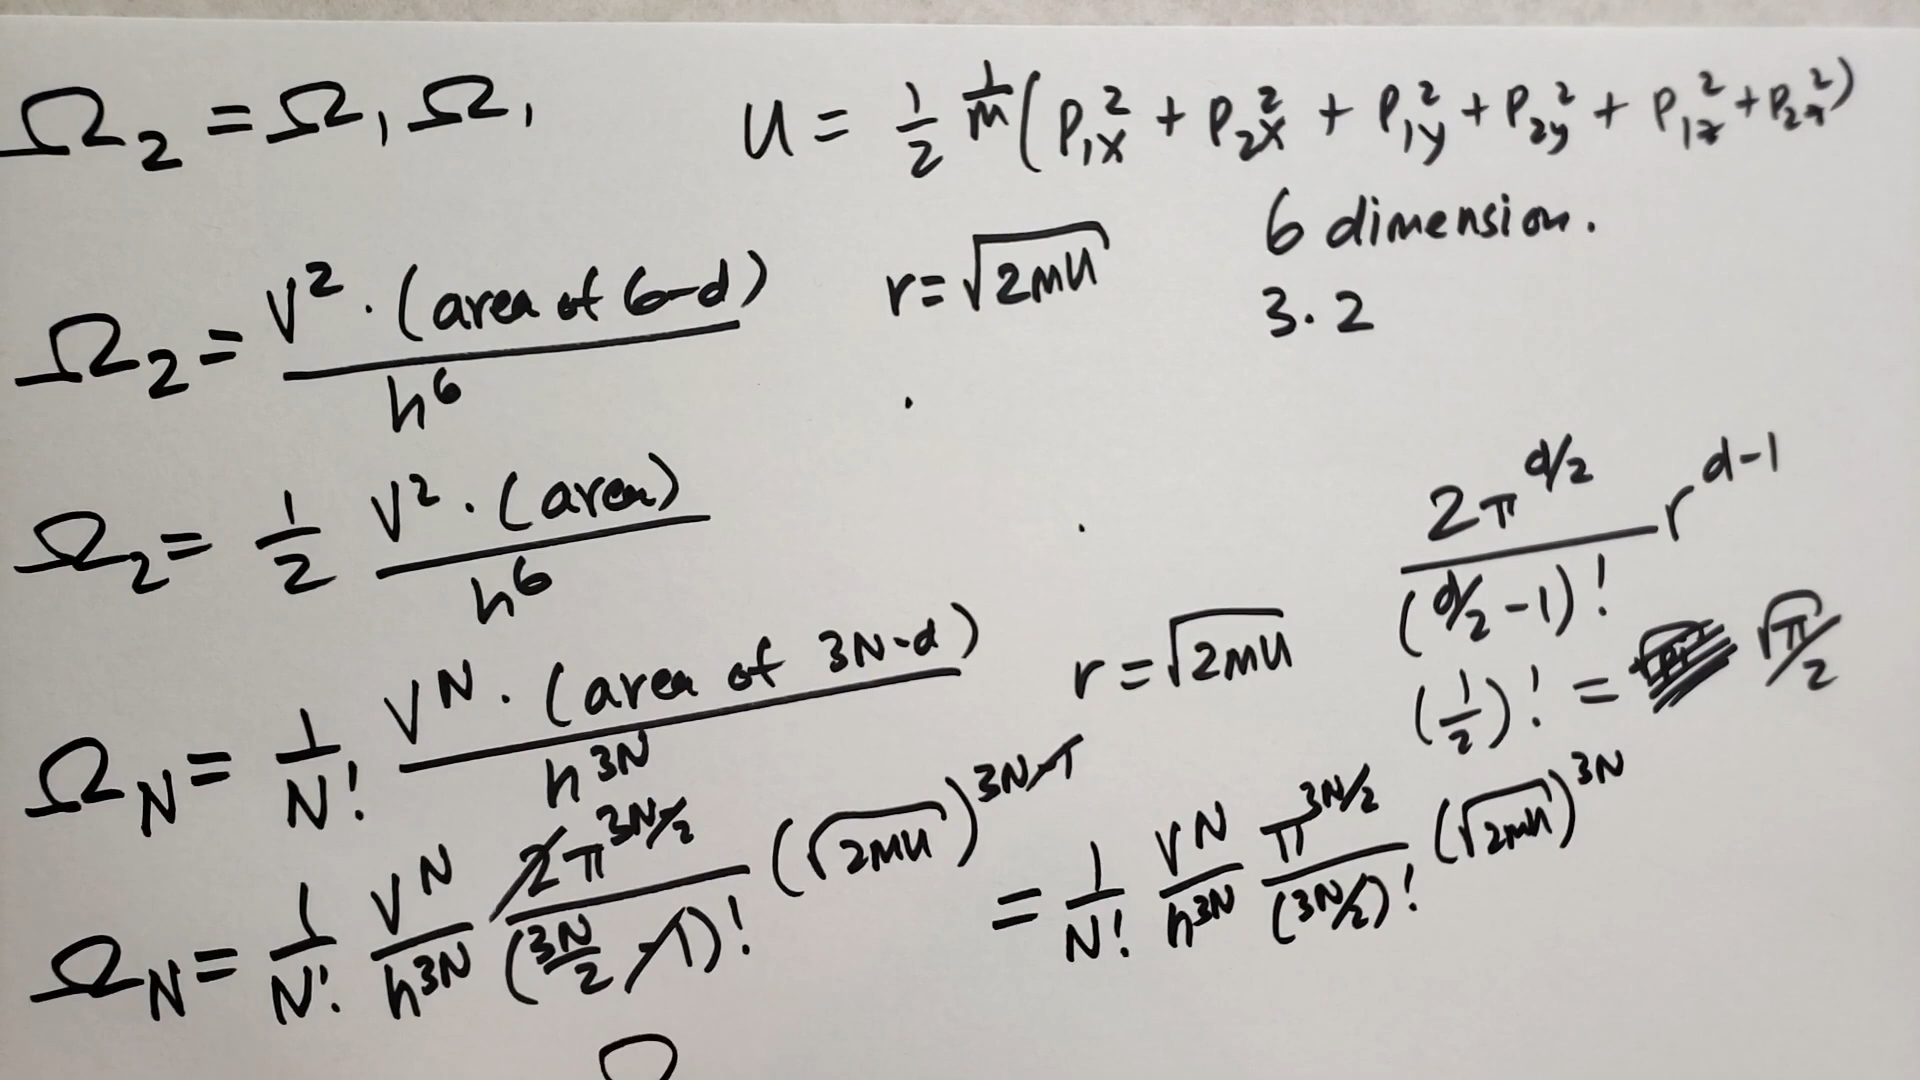 Ω₂ = Ω₁ Ω₁
U = 1/2 1/m (P₁ₓ² + P₂ₓ² + P₁y² + P₂y² + P₁z² + P₂z²)
6 dimension.
3·2
Ω₂ = V² · (area of 6-d) / h⁶
r = √(2mU)
Ω₂ = 1/2 V² · (area) / h⁶
2π^(d/2) / (d/2 - 1)! r^(d-1)
(1/2)! = √π/2
Ω_N = 1/N! V^N · (area of 3N-d) / h^(3N)
r = √(2mU)
Ω_N = 1/N! V^N/h^(3N) 2π^(3N/2) / (3N/2 - 1)! (√(2mU))^(3N-1) = 1/N! V^N/h^(3N) π^(3N/2) / (3N/2)! (√(2mU))^(3N)